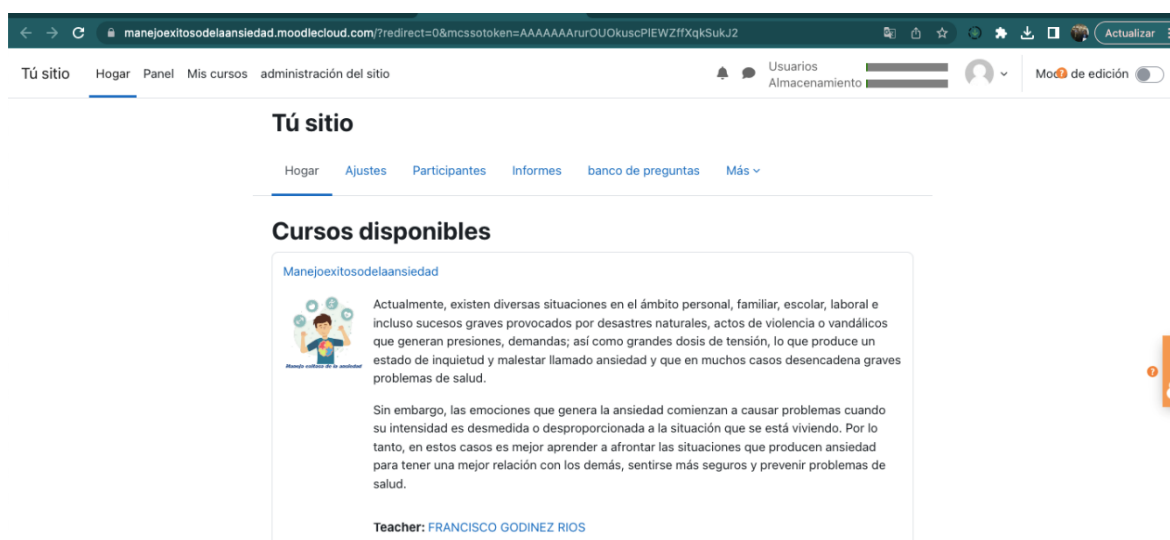 manejoexitosodelaansiedad.moodlecloud.com/?redirect=0&mcssotoken=AAAAAAArurOUOkuscPIEWZffXqkSukJ2
Actualizar
Tú sitio Hogar Panel Mis cursos administración del sitio
Usuarios
Almacenamiento
de edición
Tú sitio
Hogar Ajustes Participantes Informes banco de preguntas Más
Cursos disponibles
Manejoexitosodelaansiedad
Manejo exitoso de la ansiedad
Actualmente, existen diversas situaciones en el ámbito personal, familiar, escolar, laboral e
incluso sucesos graves provocados por desastres naturales, actos de violencia o vandálicos
que generan presiones, demandas; así como grandes dosis de tensión, lo que produce un
estado de inquietud y malestar llamado ansiedad y que en muchos casos desencadena graves
problemas de salud.
Sin embargo, las emociones que genera la ansiedad comienzan a causar problemas cuando
su intensidad es desmedida o desproporcionada a la situación que se está viviendo. Por lo
tanto, en estos casos es mejor aprender a afrontar las situaciones que producen ansiedad
para tener una mejor relación con los demás, sentirse más seguros y prevenir problemas de
salud.
Teacher: FRANCISCO GODINEZ RIOS